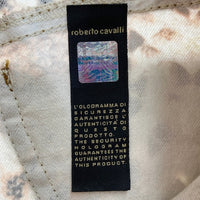 roberto cavalli
L'OLOGRAMMA DI
SICUREZZA
GARANTISCE
L'AUTENTICITÀ
DI QUESTO
PRODOTTO.
THE SECURITY
HOLOGRAM
GUARANTEES THE
AUTHENTICITY OF
THIS PRODUCT.